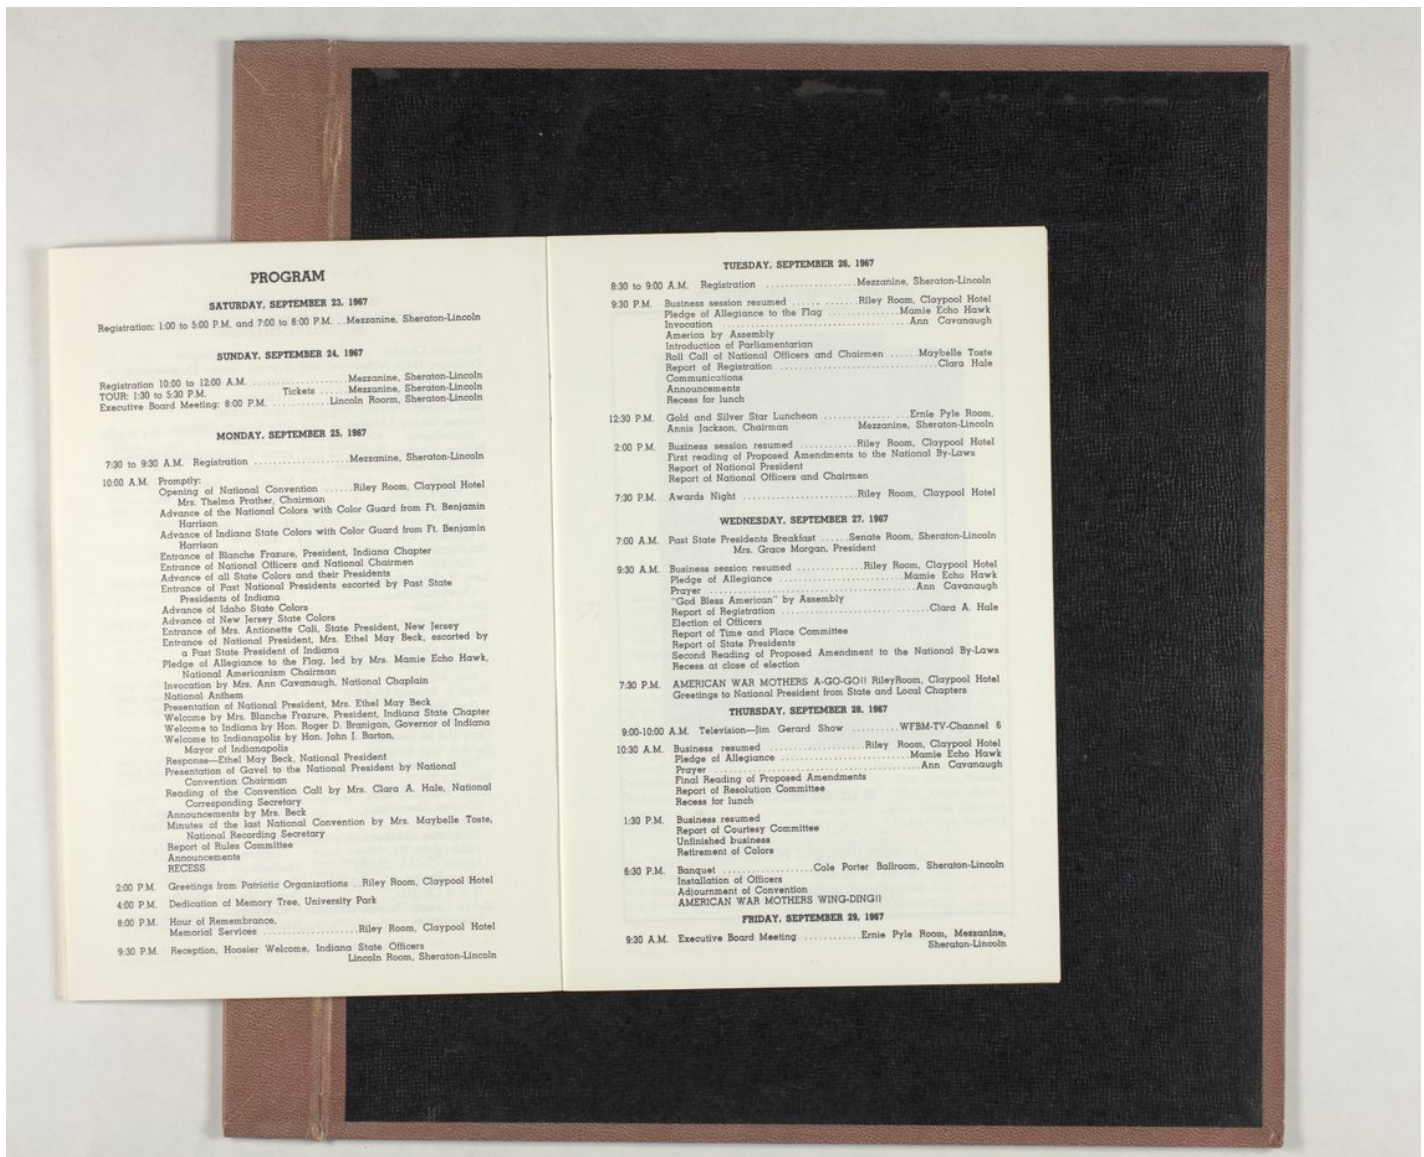 PROGRAM
SATURDAY, SEPTEMBER 23, 1967
Registration: 1:00 to 5:00 P.M. and 7:00 to 8:00 P.M. ..Mezzanine, Sheraton-Lincoln
SUNDAY, SEPTEMBER 24, 1967
Registration 10:00 to 12:00 A.M. ..................Mezzanine, Sheraton-Lincoln
TOUR: 1:30 to 5:30 P.M. Tickets ......Mezzanine, Sheraton-Lincoln
Executive Board Meeting: 8:00 P.M. ...........Lincoln Roorm, Sheraton-Lincoln
MONDAY, SEPTEMBER 25, 1967
7:30 to 9:30 A.M. Registration ..................Mezzanine, Sheraton-Lincoln
10:00 A.M. Promptly:
Opening of National Convention ......Riley Room, Claypool Hotel
Mrs. Thelma Prather, Chairman
Advance of the National Colors with Color Guard from Ft. Benjamin
Harrison
Advance of Indiana State Colors with Color Guard from Ft. Benjamin
Harrison
Entrance of Blanche Frazure, President, Indiana Chapter
Entrance of National Officers and National Chairmen
Advance of all State Colors and their Presidents
Entrance of Past National Presidents escorted by Past State
Presidents of Indiana
Advance of Idaho State Colors
Advance of New Jersey State Colors
Entrance of Mrs. Antionette Cali, State President, New Jersey
Entrance of National President, Mrs. Ethel May Beck, escorted by
a Past State President of Indiana
Pledge of Allegiance to the Flag, led by Mrs. Mamie Echo Hawk,
National Americanism Chairman
Invocation by Mrs. Ann Cavanaugh, National Chaplain
National Anthem
Presentation of National President, Mrs. Ethel May Beck
Welcome by Mrs. Blanche Frazure, President, Indiana State Chapter
Welcome to Indiana by Hon. Roger D. Branigan, Governor of Indiana
Welcome to Indianapolis by Hon. John J. Barton,
Mayor of Indianapolis
Response—Ethel May Beck, National President
Presentation of Gavel to the National President by National
Convention Chairman
Reading of the Convention Call by Mrs. Clara A. Hale, National
Corresponding Secretary
Announcements by Mrs. Beck
Minutes of the last National Convention by Mrs. Maybelle Toste,
National Recording Secretary
Report of Rules Committee
Announcements
RECESS
2:00 P.M. Greetings from Patriotic Organizations ..Riley Room, Claypool Hotel
4:00 P.M. Dedication of Memory Tree, University Park
8:00 P.M. Hour of Remembrance,
Memorial Services ..................Riley Room, Claypool Hotel
9:30 P.M. Reception, Hoosier Welcome, Indiana State Officers
Lincoln Room, Sheraton-Lincoln
TUESDAY, SEPTEMBER 26, 1967
8:30 to 9:00 A.M. Registration ..................Mezzanine, Sheraton-Lincoln
9:30 P.M. Business session resumed ...... .......Riley Room, Claypool Hotel
Pledge of Allegiance to the Flag ..............Mamie Echo Hawk
Invocation ....................................Ann Cavanaugh
America by Assembly
Introduction of Parliamentarian
Roll Call of National Officers and Chairmen ......Maybelle Toste
Report of Registration ...............................Clara Hale
Communications
Announcements
Recess for lunch
12:30 P.M. Gold and Silver Star Luncheon .................Ernie Pyle Room,
Annis Jackson, Chairman Mezzanine, Sheraton-Lincoln
2:00 P.M. Business session resumed ...........Riley Room, Claypool Hotel
First reading of Proposed Amendments to the National By-Laws
Report of National President
Report of National Officers and Chairmen
7:30 P.M. Awards Night ......................Riley Room, Claypool Hotel
WEDNESDAY, SEPTEMBER 27, 1967
7:00 A.M. Past State Presidents Breakfast ......Senate Room, Sheraton-Lincoln
Mrs. Grace Morgan, President
9:30 A.M. Business session resumed .............Riley Room, Claypool Hotel
Pledge of Allegiance ........................Mamie Echo Hawk
Prayer ........................................Ann Cavanaugh
"God Bless American" by Assembly
Report of Registration .............................Clara A. Hale
Election of Officers
Report of Time and Place Committee
Report of State Presidents
Second Reading of Proposed Amendment to the National By-Laws
Recess at close of election
7:30 P.M. AMERICAN WAR MOTHERS A-GO-GO!! RileyRoom, Claypool Hotel
Greetings to National President from State and Local Chapters
THURSDAY, SEPTEMBER 28, 1967
9:00-10:00 A.M. Television—Jim Gerard Show .........WFBM-TV-Channel 6
10:30 A.M. Business resumed ...................Riley Room, Claypool Hotel
Pledge of Allegiance .........................Mamie Echo Hawk
Prayer ........................................Ann Cavanaugh
Final Reading of Proposed Amendments
Report of Resolution Committee
Recess for lunch
1:30 P.M. Business resumed
Report of Courtesy Committee
Unfinished business
Retirement of Colors
6:30 P.M. Banquet .................Cole Porter Ballroom, Sheraton-Lincoln
Installation of Officers
Adjournment of Convention
AMERICAN WAR MOTHERS WING-DING!!
FRIDAY, SEPTEMBER 29, 1967
9:30 A.M. Executive Board Meeting ...........Ernie Pyle Room, Mezzanine,
Sheraton-Lincoln